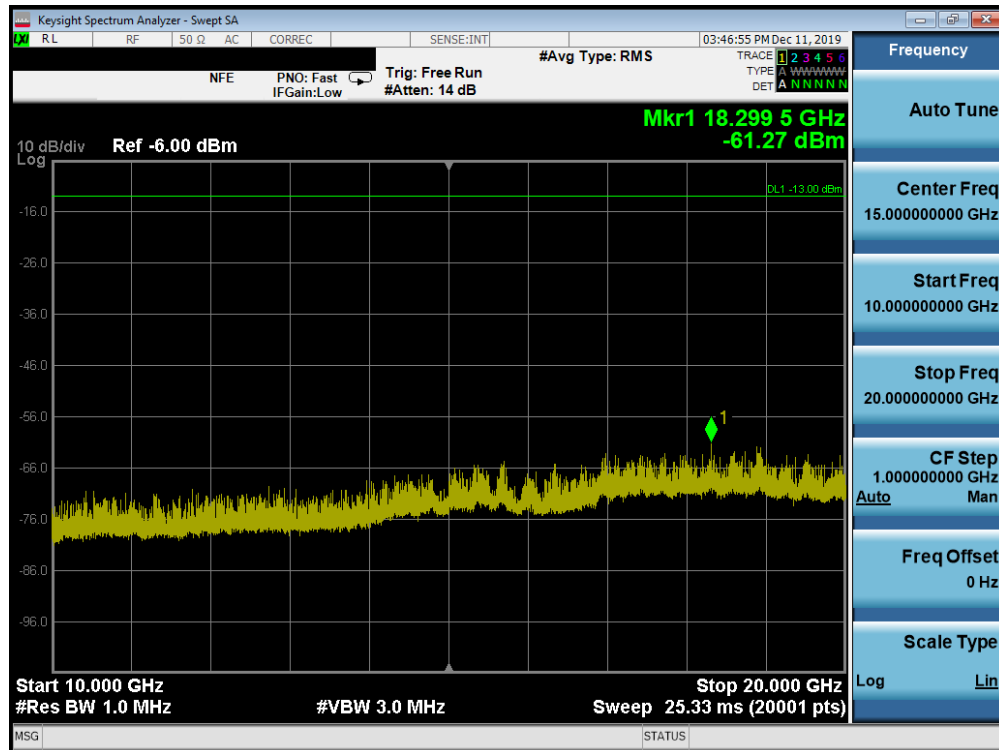 Keysight Spectrum Analyzer - Swept SA
LXI RL RF 50 Ω AC CORREC SENSE:INT 03:46:55 PM Dec 11, 2019
#Avg Type: RMS TRACE 1 2 3 4 5 6
NFE PNO: Fast Trig: Free Run TYPE A WWWWW
IFGain:Low #Atten: 14 dB DET A N N N N N
Mkr1 18.299 5 GHz
-61.27 dBm
10 dB/div Ref -6.00 dBm
Log
DL1 -13.00 dBm
-16.0
-26.0
-36.0
-46.0
-56.0
1
-66.0
-76.0
-86.0
-96.0
Start 10.000 GHz Stop 20.000 GHz
#Res BW 1.0 MHz #VBW 3.0 MHz Sweep 25.33 ms (20001 pts)
MSG STATUS
Frequency
Auto Tune
Center Freq
15.000000000 GHz
Start Freq
10.000000000 GHz
Stop Freq
20.000000000 GHz
CF Step
1.000000000 GHz
Auto Man
Freq Offset
0 Hz
Scale Type
Log Lin